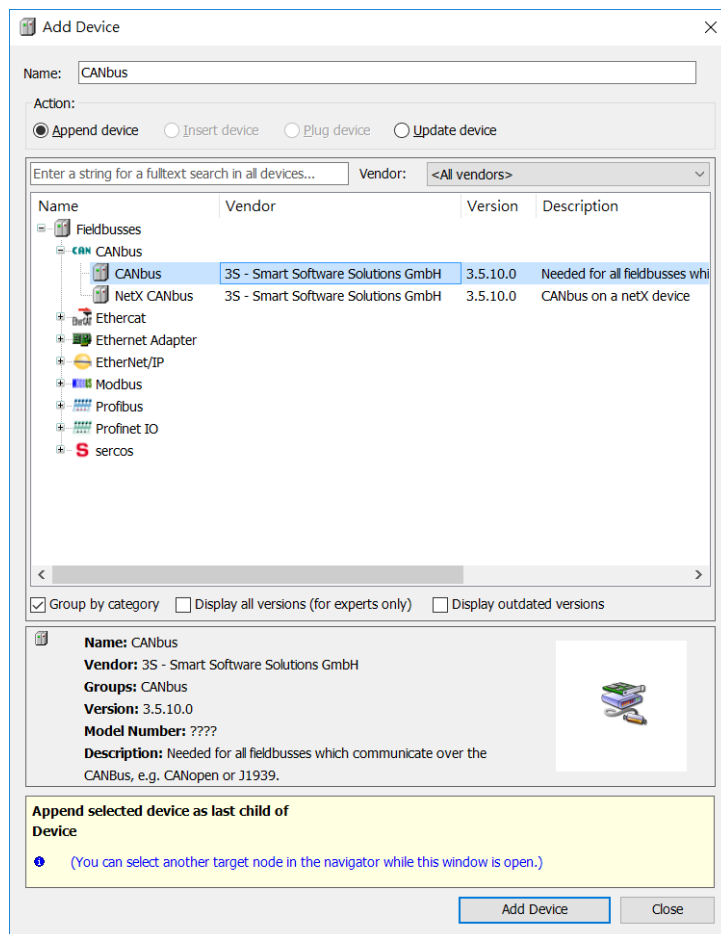 Add Device
Name: CANbus
Action:
Append device Insert device Plug device Update device
Enter a string for a fulltext search in all devices... Vendor: <All vendors>
Name Vendor Version Description
Fieldbusses
CAN CANbus
CANbus 3S - Smart Software Solutions GmbH 3.5.10.0 Needed for all fieldbusses whi
NetX CANbus 3S - Smart Software Solutions GmbH 3.5.10.0 CANbus on a netX device
Ethercat
Ethernet Adapter
EtherNet/IP
Modbus
Profibus
Profinet IO
S sercos
Group by category Display all versions (for experts only) Display outdated versions
Name: CANbus
Vendor: 3S - Smart Software Solutions GmbH
Groups: CANbus
Version: 3.5.10.0
Model Number: ????
Description: Needed for all fieldbusses which communicate over the
CANBus, e.g. CANopen or J1939.
Append selected device as last child of
Device
(You can select another target node in the navigator while this window is open.)
Add Device Close